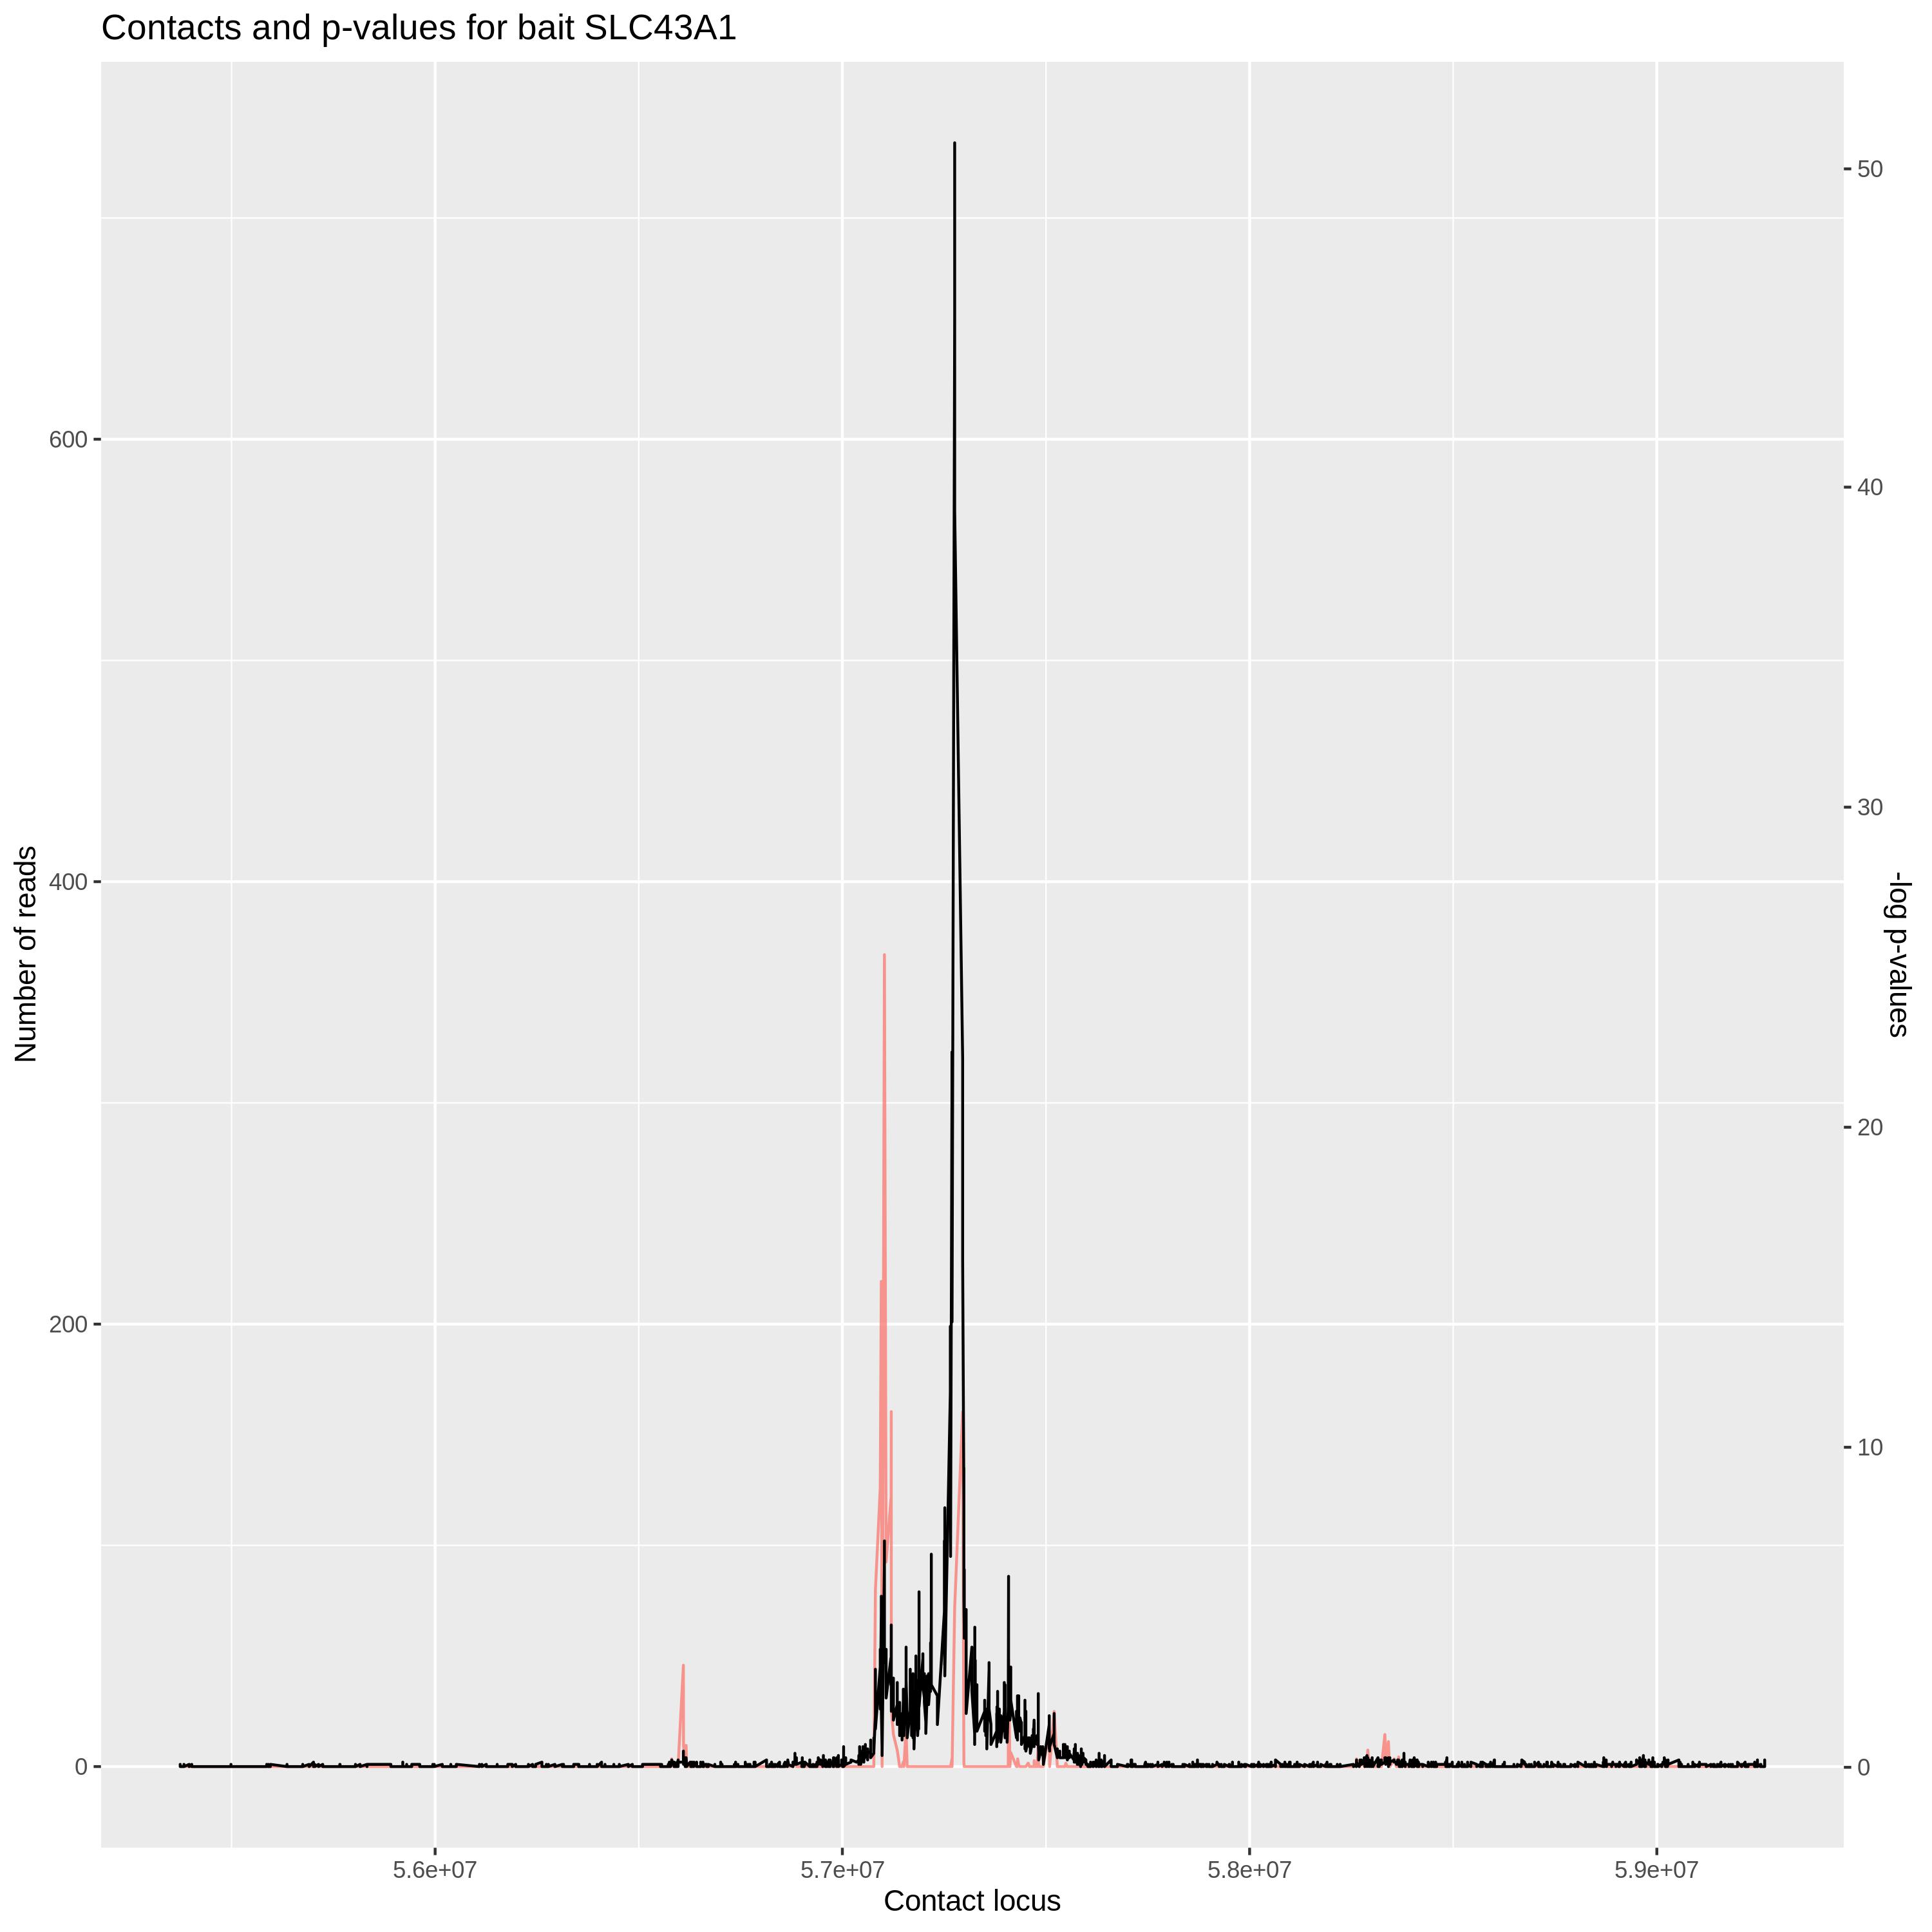 Contacts and p-values for bait SLC43A1
Number of reads
600
400
200
0
50
40
30
20
10
0
-log p-values
5.6e+07
5.7e+07
5.8e+07
5.9e+07
Contact locus